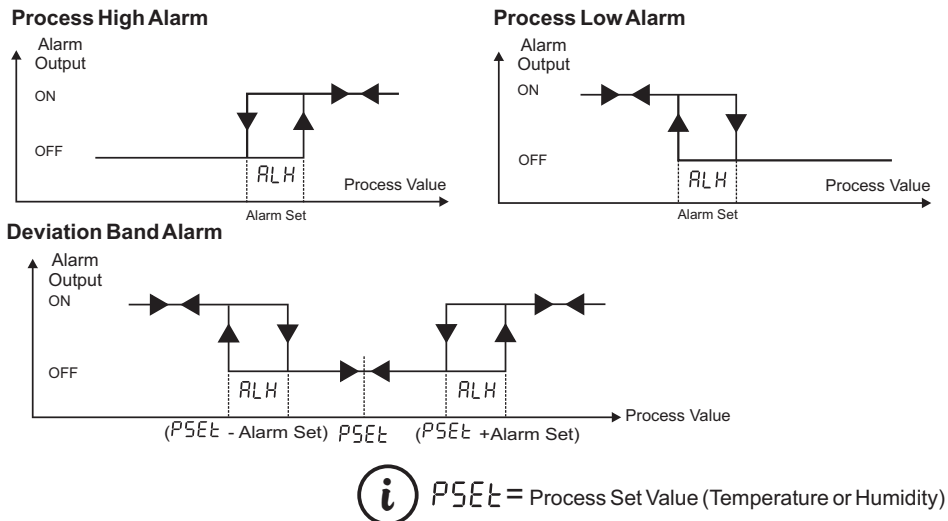 Process High Alarm
Alarm
Output
ON
OFF
ALH
Process Value
Alarm Set
Process Low Alarm
Alarm
Output
ON
OFF
ALH
Process Value
Alarm Set
Deviation Band Alarm
Alarm
Output
ON
OFF
ALH
ALH
Process Value
(PSEt - Alarm Set) PSEt (PSEt +Alarm Set)
i PSEt = Process Set Value (Temperature or Humidity)